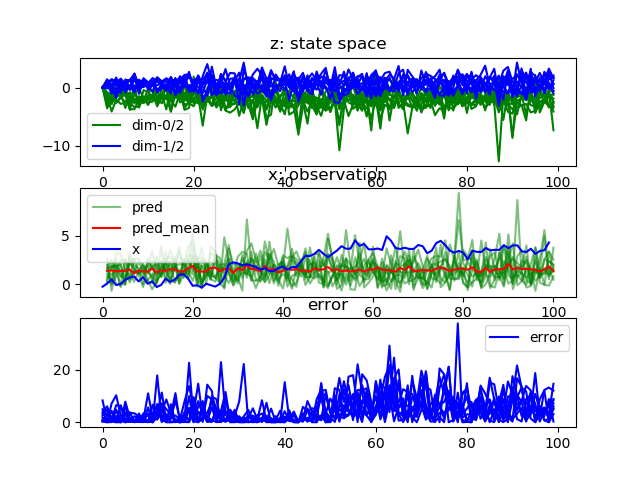 z: state space
0
−10
dim-0/2
dim-1/2
0 20 40 60 80 100
x: observation
5
0
pred
pred_mean
x
0 20 40 60 80 100
error
20
0
error
0 20 40 60 80 100